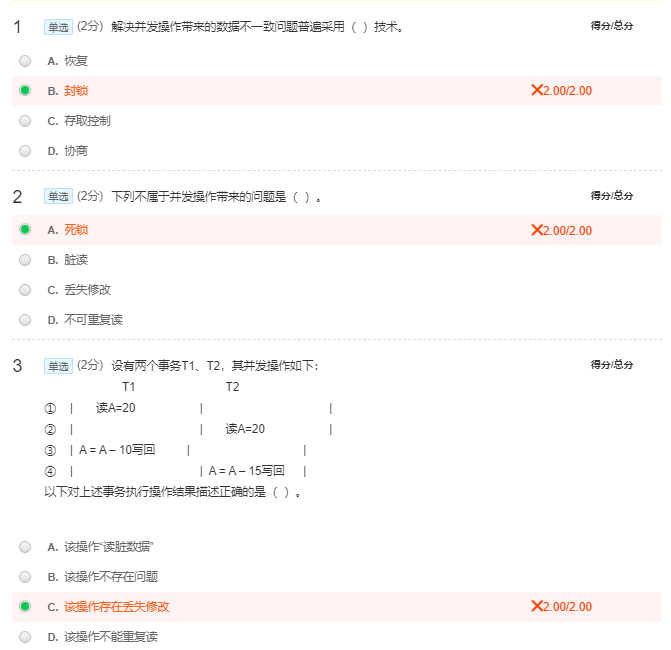 1 单选 (2分) 解决并发操作带来的数据不一致问题普遍采用（ ）技术。 得分/总分
A. 恢复
B. 封锁 2.00/2.00
C. 存取控制
D. 协商
2 单选 (2分) 下列不属于并发操作带来的问题是（ ）。 得分/总分
A. 死锁 2.00/2.00
B. 脏读
C. 丢失修改
D. 不可重复读
3 单选 (2分) 设有两个事务T1、T2，其并发操作如下： 得分/总分
T1 T2
① | 读A=20 | |
② | | 读A=20 |
③ | A = A – 10写回 | |
④ | | A = A – 15写回 |
以下对上述事务执行操作结果描述正确的是（ ）。
A. 该操作“读脏数据”
B. 该操作不存在问题
C. 该操作存在丢失修改 2.00/2.00
D. 该操作不能重复读